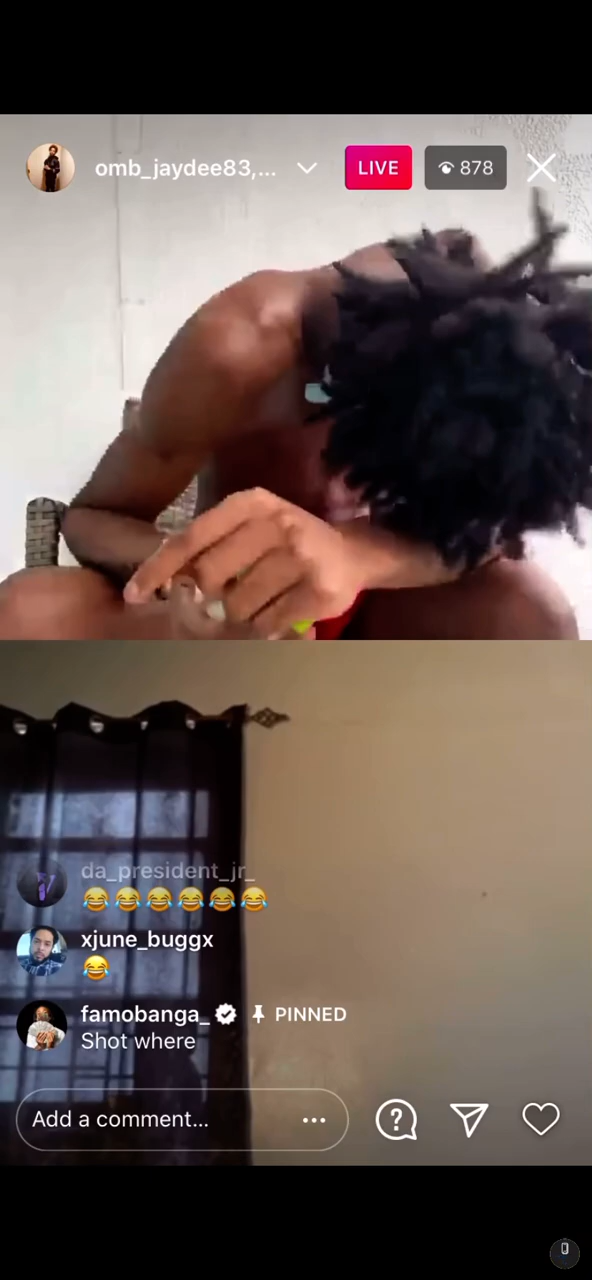 omb_jaydee83,...
LIVE
878
da_president_jr_
😂😂😂😂😂😂
xjune_buggx
😂
famobanga_ PINNED
Shot where
Add a comment...